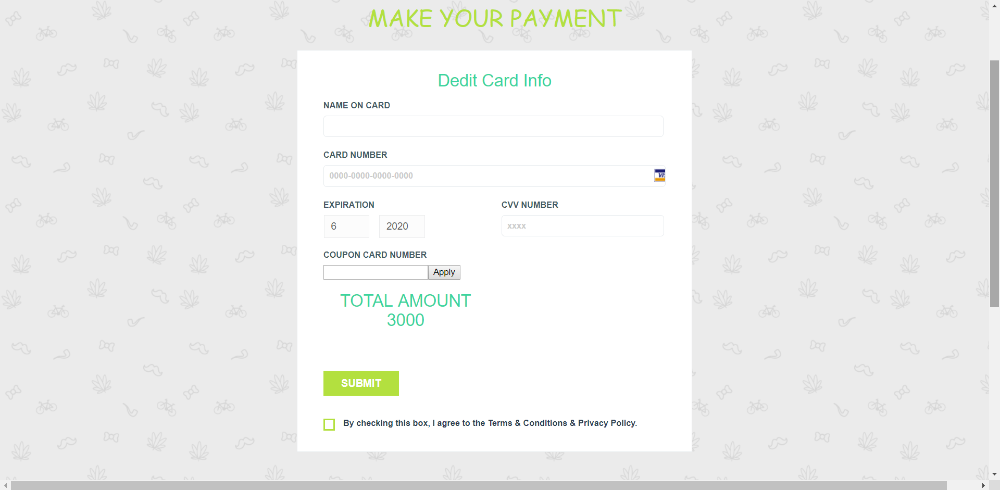 MAKE YOUR PAYMENT
Dedit Card Info
NAME ON CARD
CARD NUMBER
0000-0000-0000-0000
EXPIRATION
CVV NUMBER
6
2020
xxxx
COUPON CARD NUMBER
Apply
TOTAL AMOUNT
3000
SUBMIT
By checking this box, I agree to the Terms & Conditions & Privacy Policy.